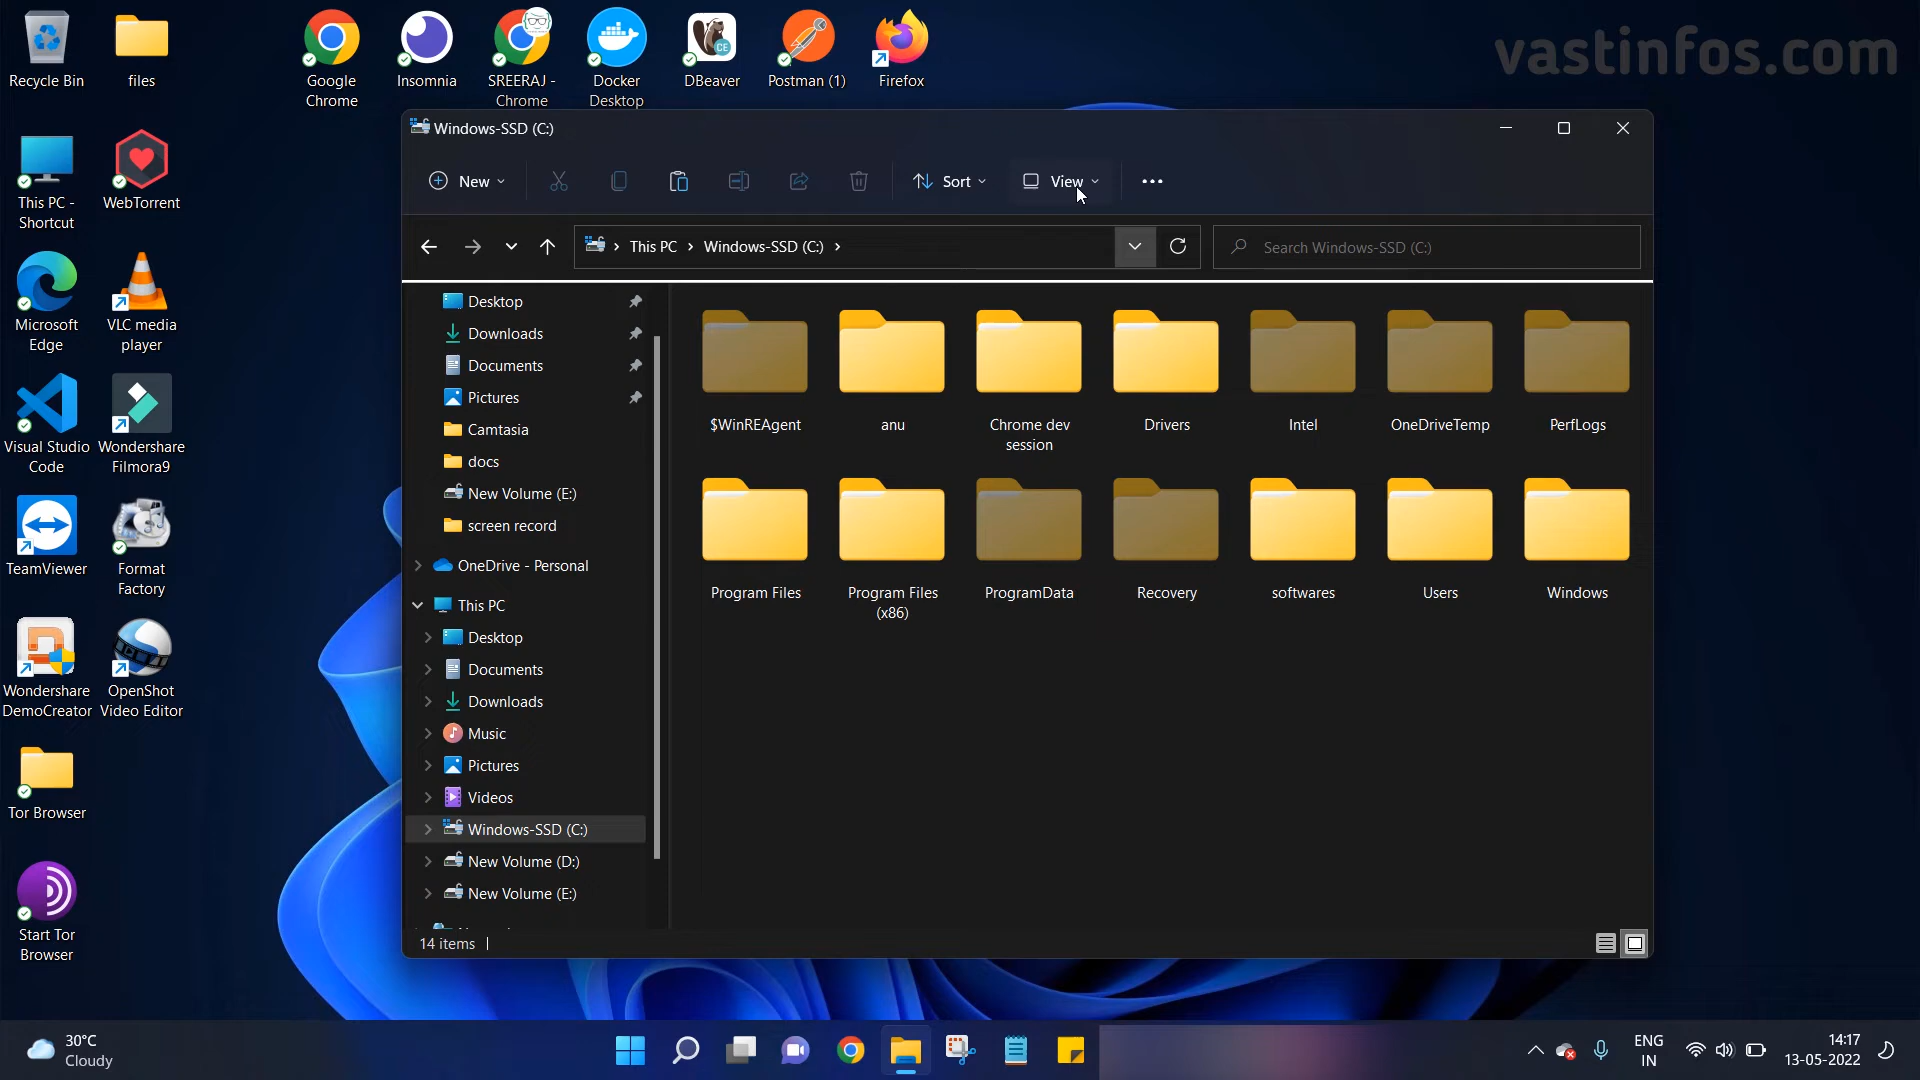 vastinfos.com
Recycle Bin
files
Google
Chrome
Insomnia
SREERAJ -
Chrome
Docker
Desktop
DBeaver
Postman (1)
Firefox
This PC -
Shortcut
WebTorrent
Microsoft
Edge
VLC media
player
Visual Studio
Code
Wondershare
Filmora9
TeamViewer
Format
Factory
Wondershare
DemoCreator
OpenShot
Video Editor
Tor Browser
Start Tor
Browser
Windows-SSD (C:)
New
Sort
View
This PC
Windows-SSD (C:)
Search Windows-SSD (C:)
Desktop
Downloads
Documents
Pictures
Camtasia
docs
New Volume (E:)
screen record
OneDrive - Personal
This PC
Desktop
Documents
Downloads
Music
Pictures
Videos
Windows-SSD (C:)
New Volume (D:)
New Volume (E:)
$WinREAgent
anu
Chrome dev
session
Drivers
Intel
OneDriveTemp
PerfLogs
Program Files
Program Files
(x86)
ProgramData
Recovery
softwares
Users
Windows
14 items
30°C
Cloudy
ENG
IN
14:17
13-05-2022